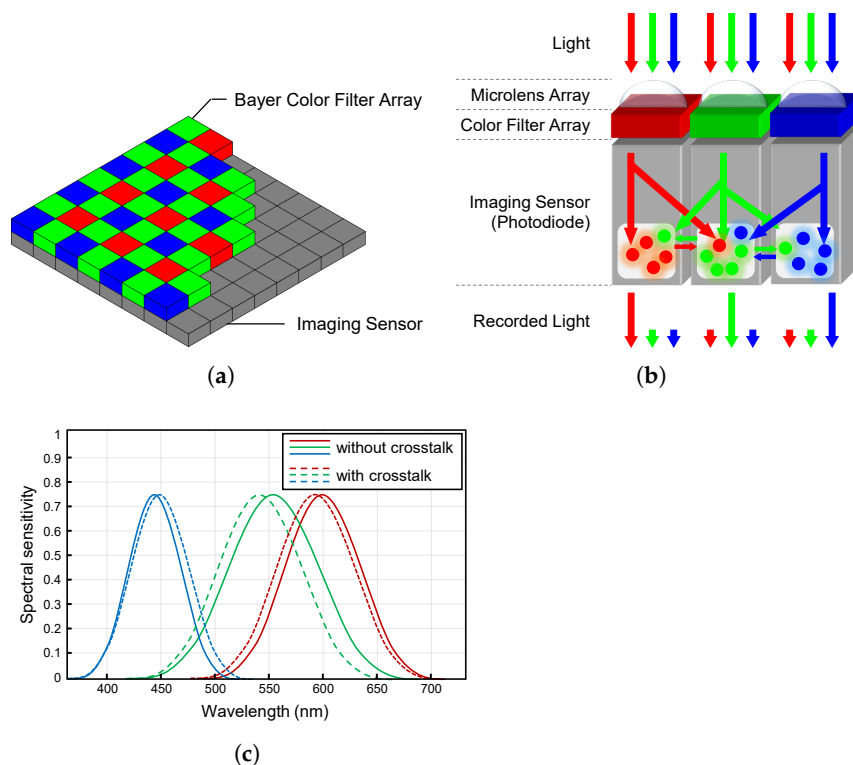 Bayer Color Filter Array
Imaging Sensor
(a)
Light
Microlens Array
Color Filter Array
Imaging Sensor
(Photodiode)
Recorded Light
(b)
1
0.9
0.8
0.7
0.6
0.5
0.4
0.3
0.2
0.1
0
Spectral sensitivity
without crosstalk
with crosstalk
400 450 500 550 600 650 700
Wavelength (nm)
(c)